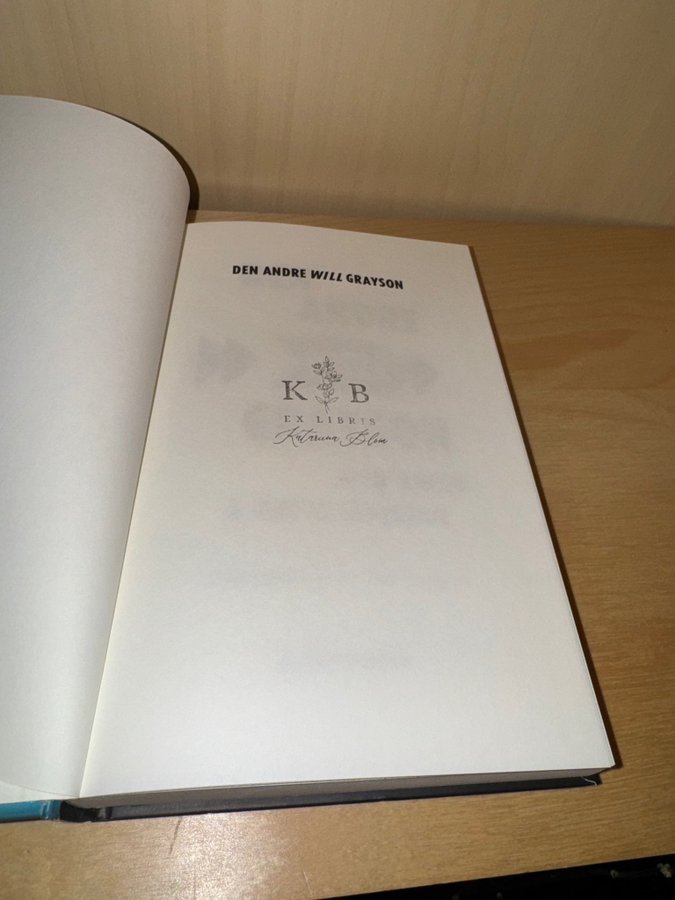 DEN ANDRE WILL GRAYSON
K B
EX LIBRIS
Katarina Blom